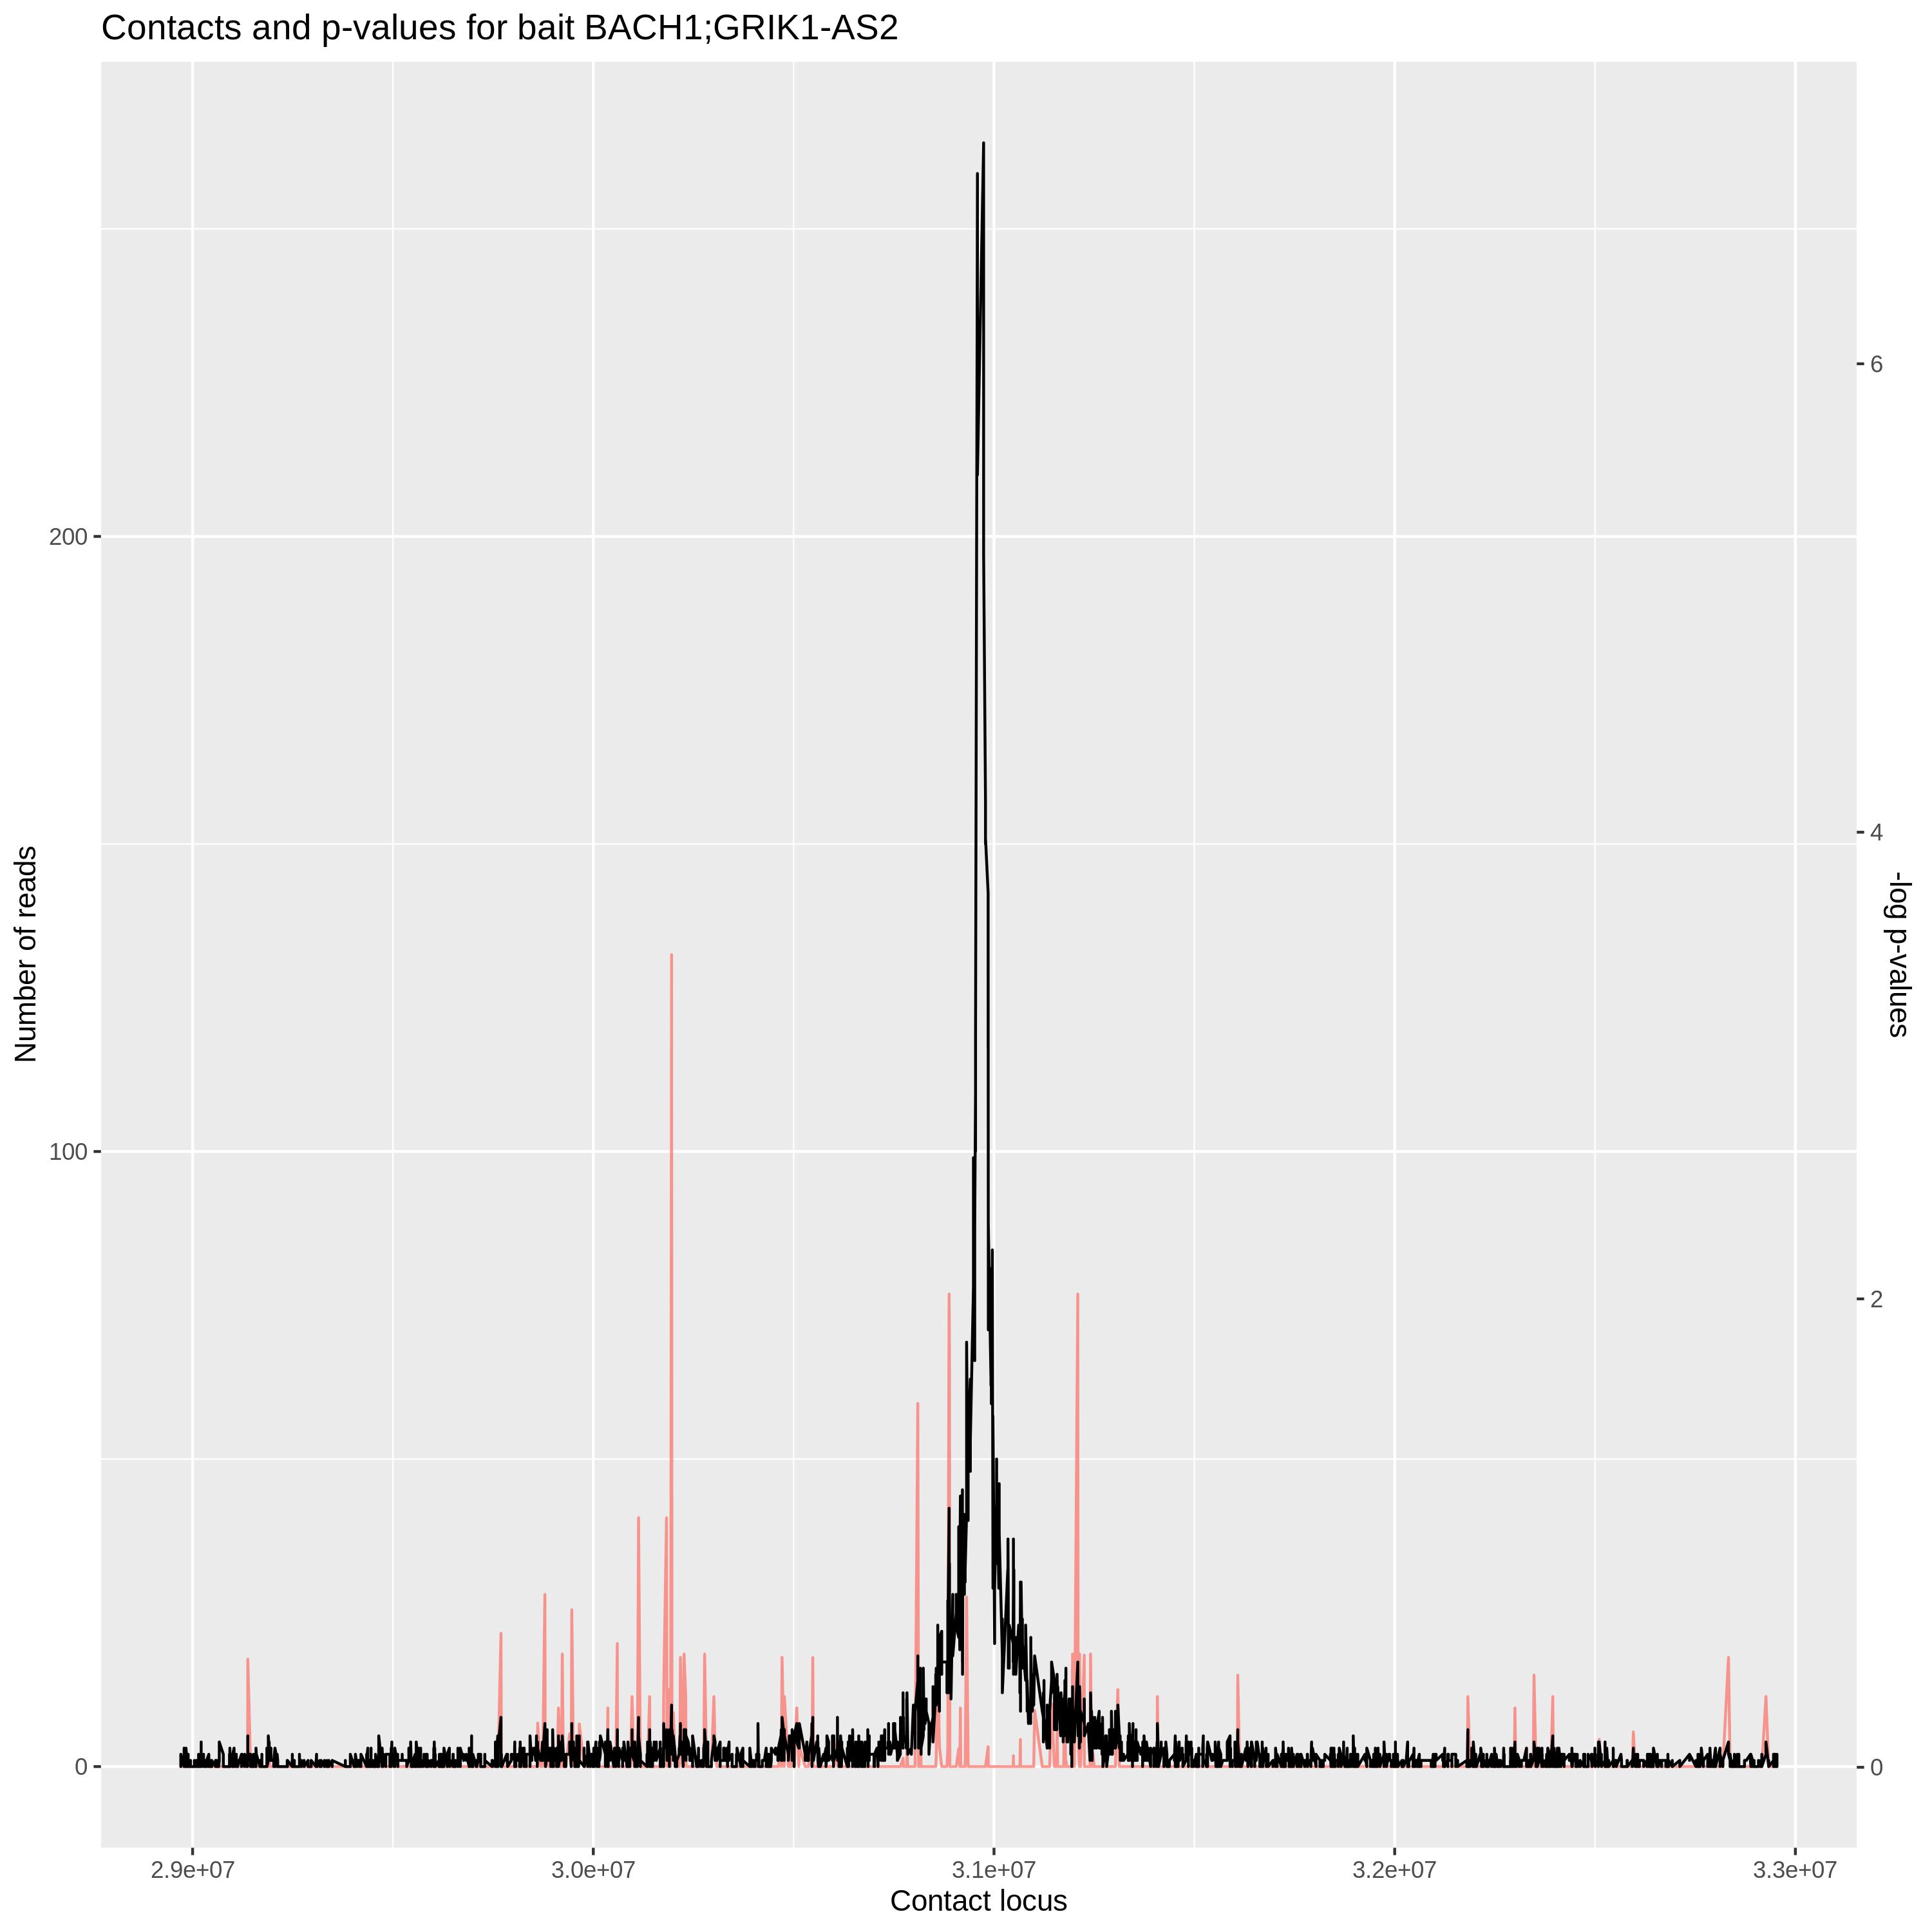 Contacts and p-values for bait BACH1;GRIK1-AS2
Number of reads
200
100
0
6
4
2
0
-log p-values
2.9e+07
3.0e+07
3.1e+07
3.2e+07
3.3e+07
Contact locus